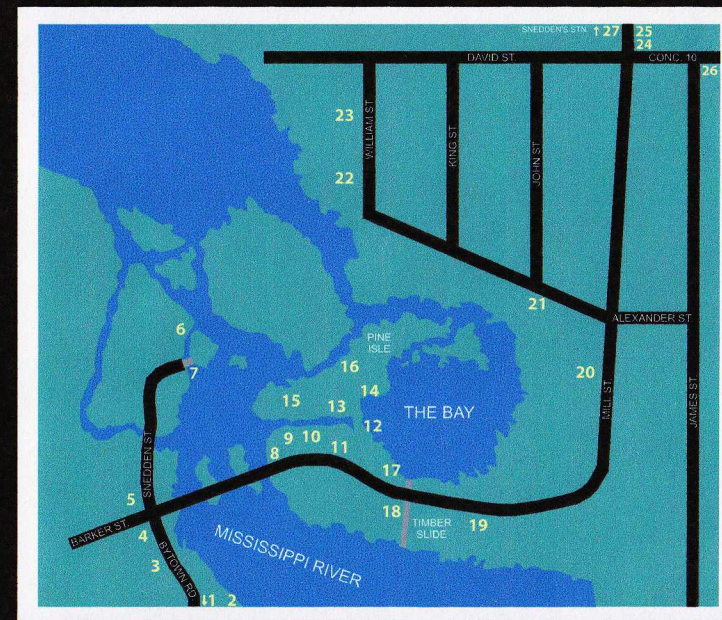 SNEDDEN'S STN. ↑27 25
24
DAVID ST. CONC. 10
26
23
WILLIAM ST.
KING ST.
JOHN ST.
22
21
ALEXANDER ST.
6
PINE
ISLE
7
16
20
15
14
13
MILL ST.
JAMES ST.
THE BAY
12
9 10
11
8
SNEDDEN ST.
17
5
18
TIMBER
SLIDE
19
BARKER ST.
4
MISSISSIPPI RIVER
3
BYTOWN RD.
↓1 2